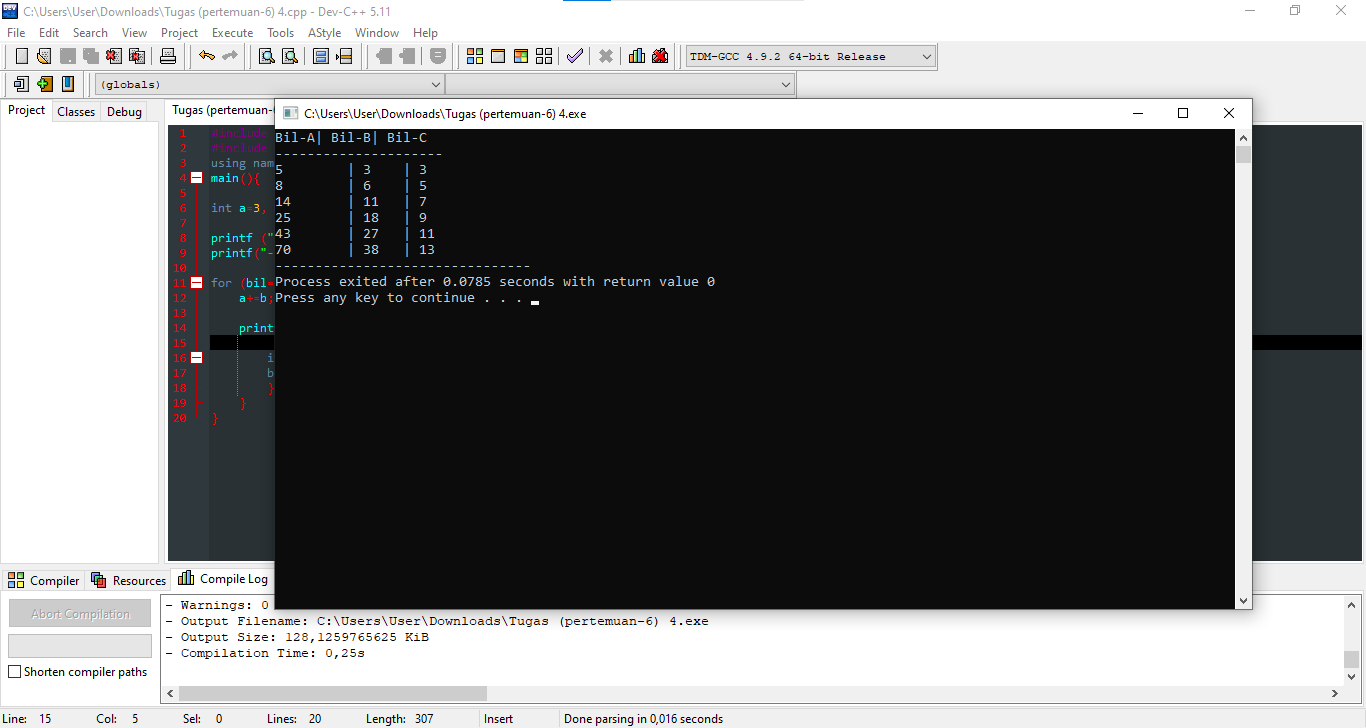 C:\Users\User\Downloads\Tugas (pertemuan-6) 4.cpp - Dev-C++ 5.11
File Edit Search View Project Execute Tools AStyle Window Help
TDM-GCC 4.9.2 64-bit Release
(globals)
Project Classes Debug
Tugas (pertemuan-
C:\Users\User\Downloads\Tugas (pertemuan-6) 4.exe
1 #include
2 #include
3 using nam
4 main(){
5
6 int a=3,
7
8 printf ("
9 printf("-
10
11 for (bil=
12 a+=b;
13
14 print
15
16 i
17 b
18 }
19 }
20 }
Bil-A| Bil-B| Bil-C
---------------------
5 | 3 | 3
8 | 6 | 5
14 | 11 | 7
25 | 18 | 9
43 | 27 | 11
70 | 38 | 13
--------------------------------
Process exited after 0.0785 seconds with return value 0
Press any key to continue . . .
Compiler Resources Compile Log
Abort Compilation
Shorten compiler paths
- Warnings: 0
- Output Filename: C:\Users\User\Downloads\Tugas (pertemuan-6) 4.exe
- Output Size: 128,1259765625 KiB
- Compilation Time: 0,25s
Line: 15 Col: 5 Sel: 0 Lines: 20 Length: 307 Insert Done parsing in 0,016 seconds